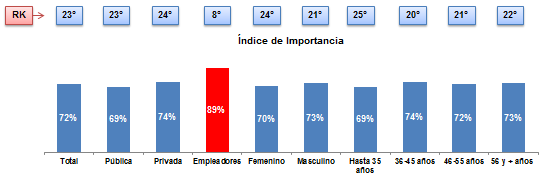 RK 23° 23° 24° 8° 24° 21° 25° 20° 21° 22°
Índice de Importancia
72% 69% 74% 89% 70% 73% 69% 74% 72% 73%
Total Pública Privada Empleadores Femenino Masculino Hasta 35 años 36-45 años 46-55 años 56 y + años